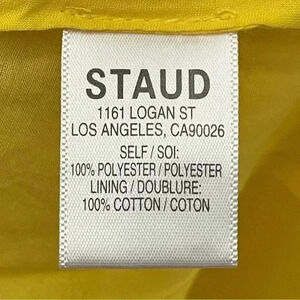 STAUD
1161 LOGAN ST
LOS ANGELES, CA90026
SELF / SOI:
100% POLYESTER / POLYESTER
LINING / DOUBLURE:
100% COTTON / COTON